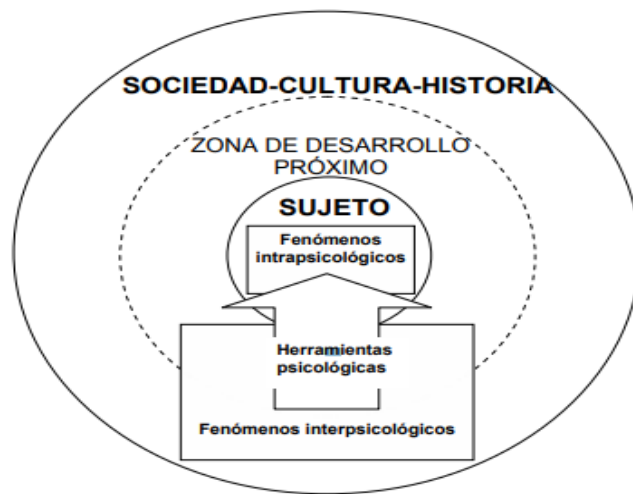 SOCIEDAD-CULTURA-HISTORIA
ZONA DE DESARROLLO
PRÓXIMO
SUJETO
Fenómenos
intrapsicológicos
Herramientas
psicológicas
Fenómenos interpsicológicos